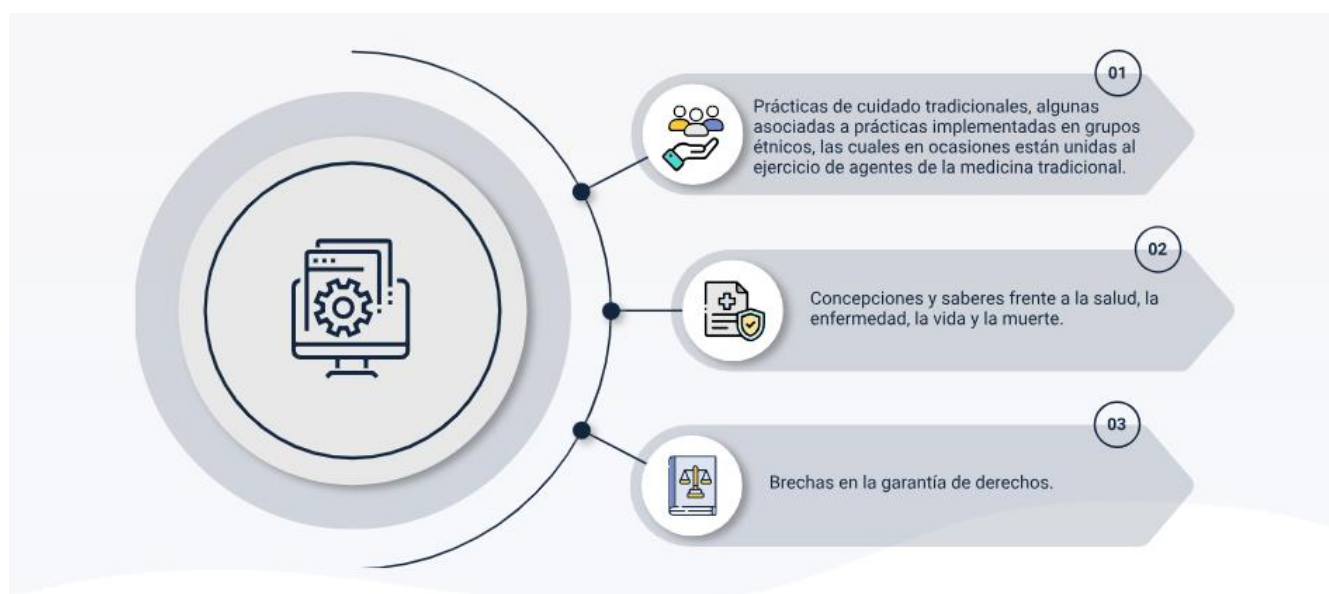 01
Prácticas de cuidado tradicionales, algunas
asociadas a prácticas implementadas en grupos
étnicos, las cuales en ocasiones están unidas al
ejercicio de agentes de la medicina tradicional.
02
Concepciones y saberes frente a la salud, la
enfermedad, la vida y la muerte.
03
Brechas en la garantía de derechos.